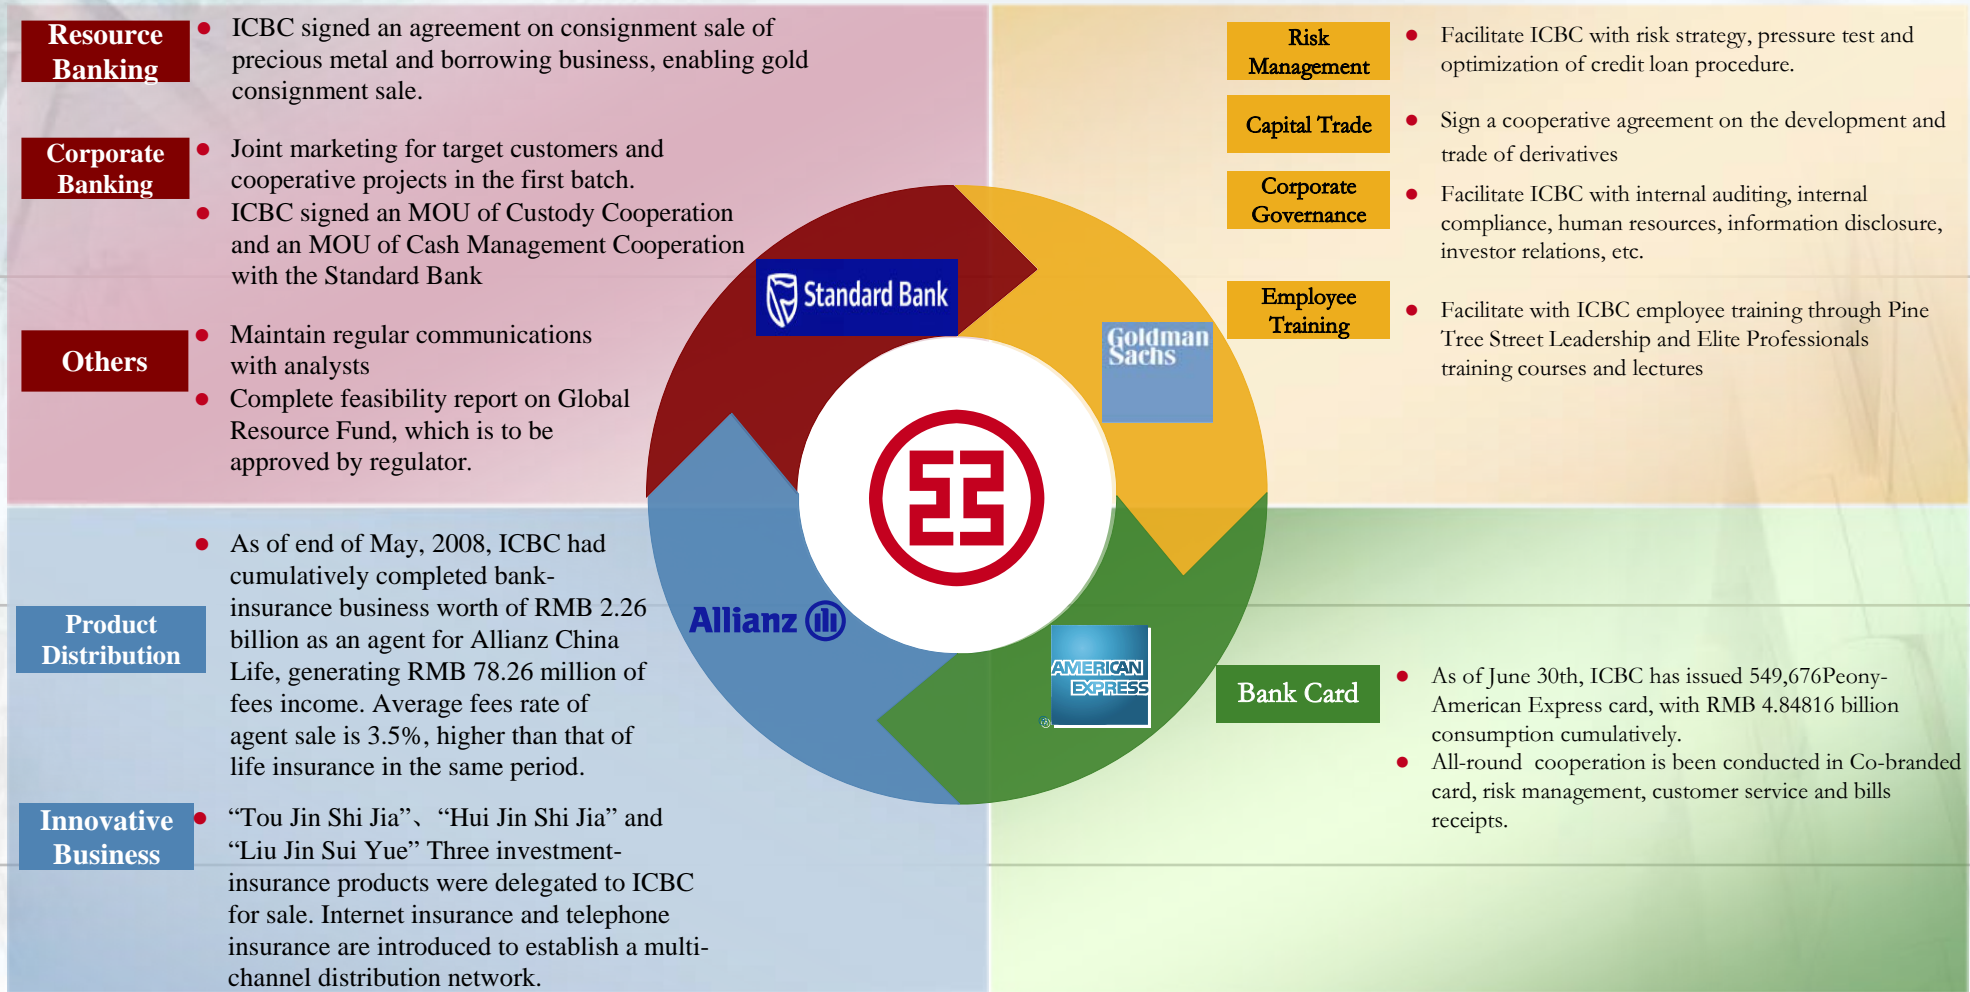 Resource
Banking
● ICBC signed an agreement on consignment sale of
precious metal and borrowing business, enabling gold
consignment sale.
Corporate
Banking
● Joint marketing for target customers and
cooperative projects in the first batch.
● ICBC signed an MOU of Custody Cooperation
and an MOU of Cash Management Cooperation
with the Standard Bank
Others
● Maintain regular communications
with analysts
● Complete feasibility report on Global
Resource Fund, which is to be
approved by regulator.
Risk
Management
● Facilitate ICBC with risk strategy, pressure test and
optimization of credit loan procedure.
Capital Trade
● Sign a cooperative agreement on the development and
trade of derivatives
Corporate
Governance
● Facilitate ICBC with internal auditing, internal
compliance, human resources, information disclosure,
investor relations, etc.
Employee
Training
● Facilitate with ICBC employee training through Pine
Tree Street Leadership and Elite Professionals
training courses and lectures
Standard Bank
Goldman
Sachs
Allianz
AMERICAN
EXPRESS
®
Product
Distribution
● As of end of May, 2008, ICBC had
cumulatively completed bank-
insurance business worth of RMB 2.26
billion as an agent for Allianz China
Life, generating RMB 78.26 million of
fees income. Average fees rate of
agent sale is 3.5%, higher than that of
life insurance in the same period.
Innovative
Business
● “Tou Jin Shi Jia”、“Hui Jin Shi Jia” and
“Liu Jin Sui Yue” Three investment-
insurance products were delegated to ICBC
for sale. Internet insurance and telephone
insurance are introduced to establish a multi-
channel distribution network.
Bank Card
● As of June 30th, ICBC has issued 549,676Peony-
American Express card, with RMB 4.84816 billion
consumption cumulatively.
● All-round cooperation is been conducted in Co-branded
card, risk management, customer service and bills
receipts.